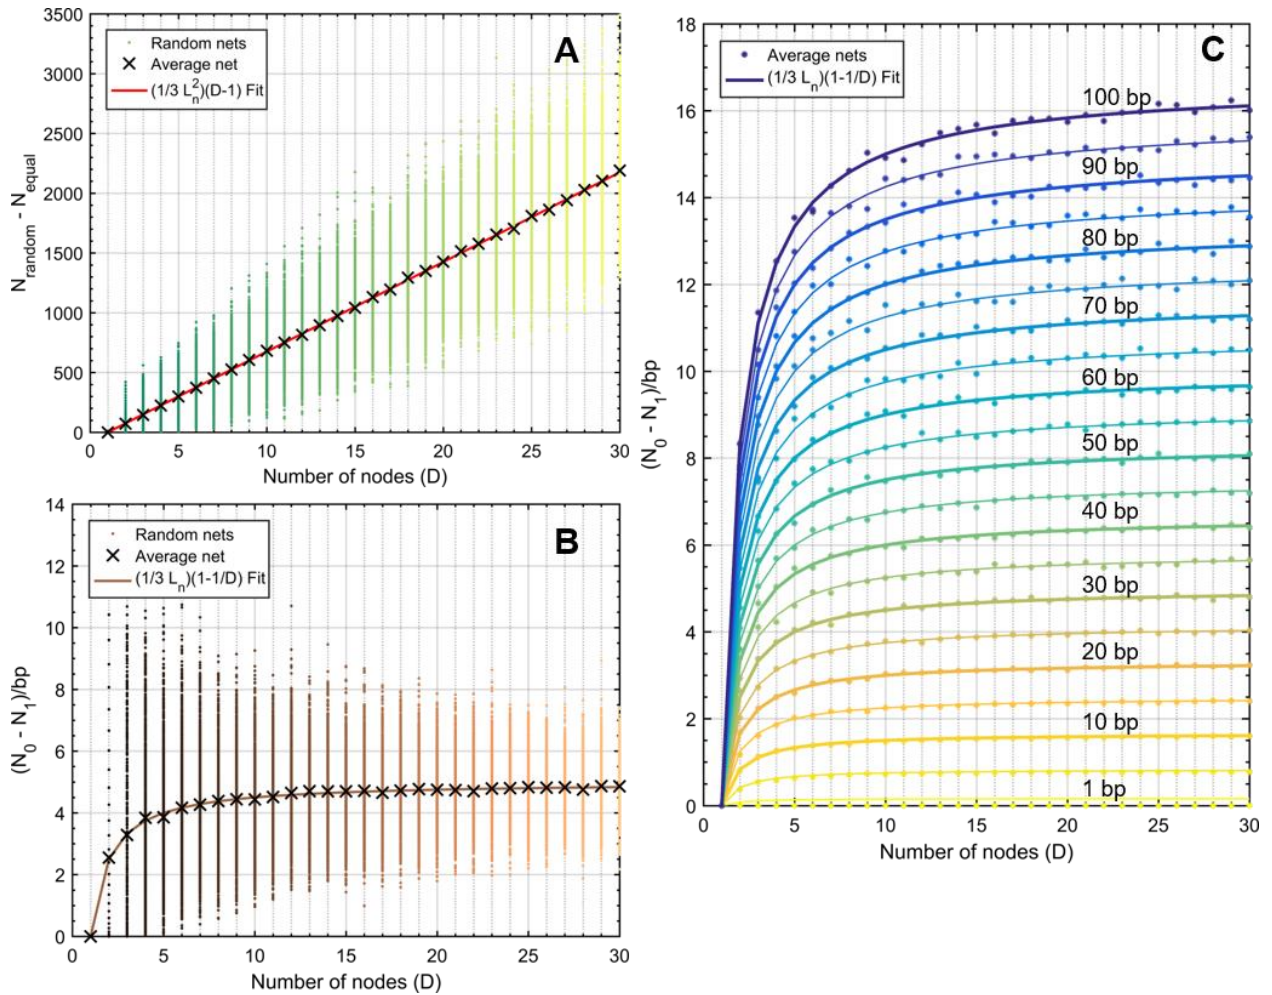 A
Random nets
Average net
(1/3 L_n^2)(D-1) Fit
N_random - N_equal
3500
3000
2500
2000
1500
1000
500
0
0 5 10 15 20 25 30
Number of nodes (D)
B
Random nets
Average net
(1/3 L_n)(1-1/D) Fit
(N_0 - N_1)/bp
14
12
10
8
6
4
2
0
0 5 10 15 20 25 30
Number of nodes (D)
C
Average nets
(1/3 L_n)(1-1/D) Fit
(N_0 - N_1)/bp
18
16
14
12
10
8
6
4
2
0
100 bp
90 bp
80 bp
70 bp
60 bp
50 bp
40 bp
30 bp
20 bp
10 bp
1 bp
0 5 10 15 20 25 30
Number of nodes (D)